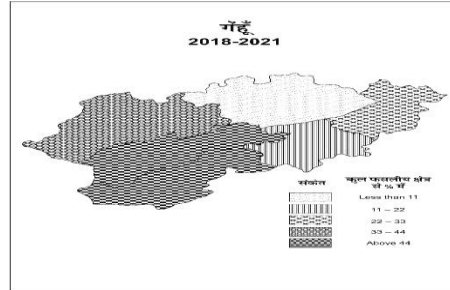 गेंहूँ
2018-2021
संकेत
कुल फसलीय क्षेत्र
से % में
Less than 11
11 – 22
22 – 33
33 – 44
Above 44